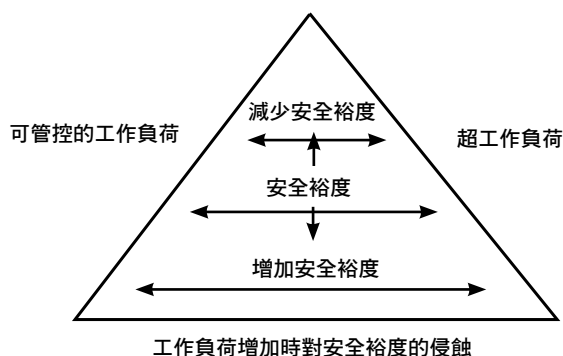 減少安全裕度
可管控的工作負荷
超工作負荷
安全裕度
增加安全裕度
工作負荷增加時對安全裕度的侵蝕